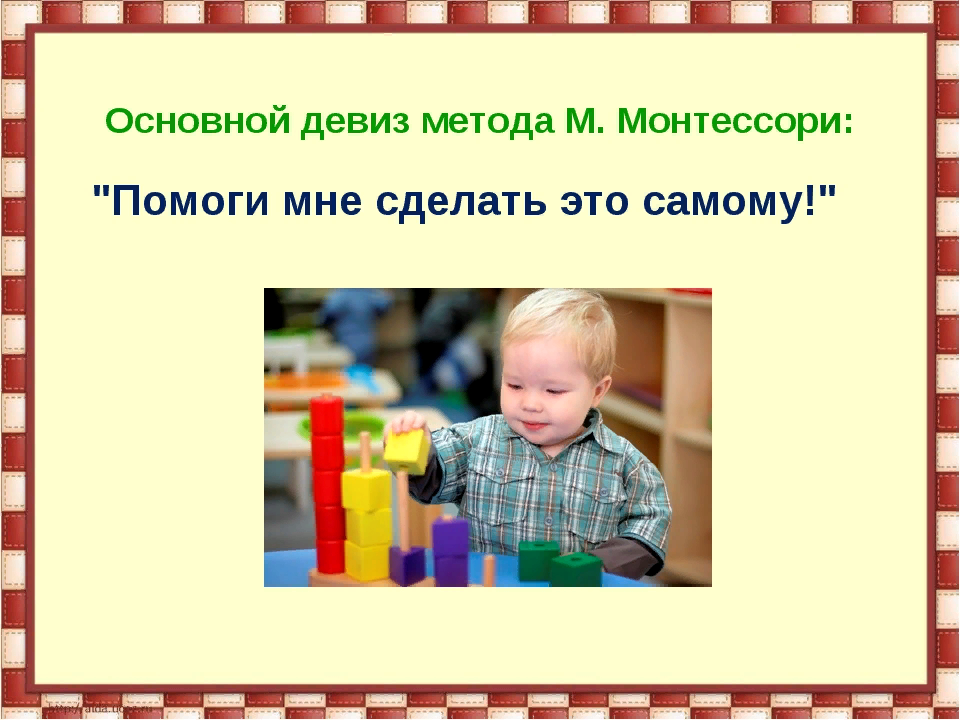 Основной девиз метода М. Монтессори:
"Помоги мне сделать это самому!"